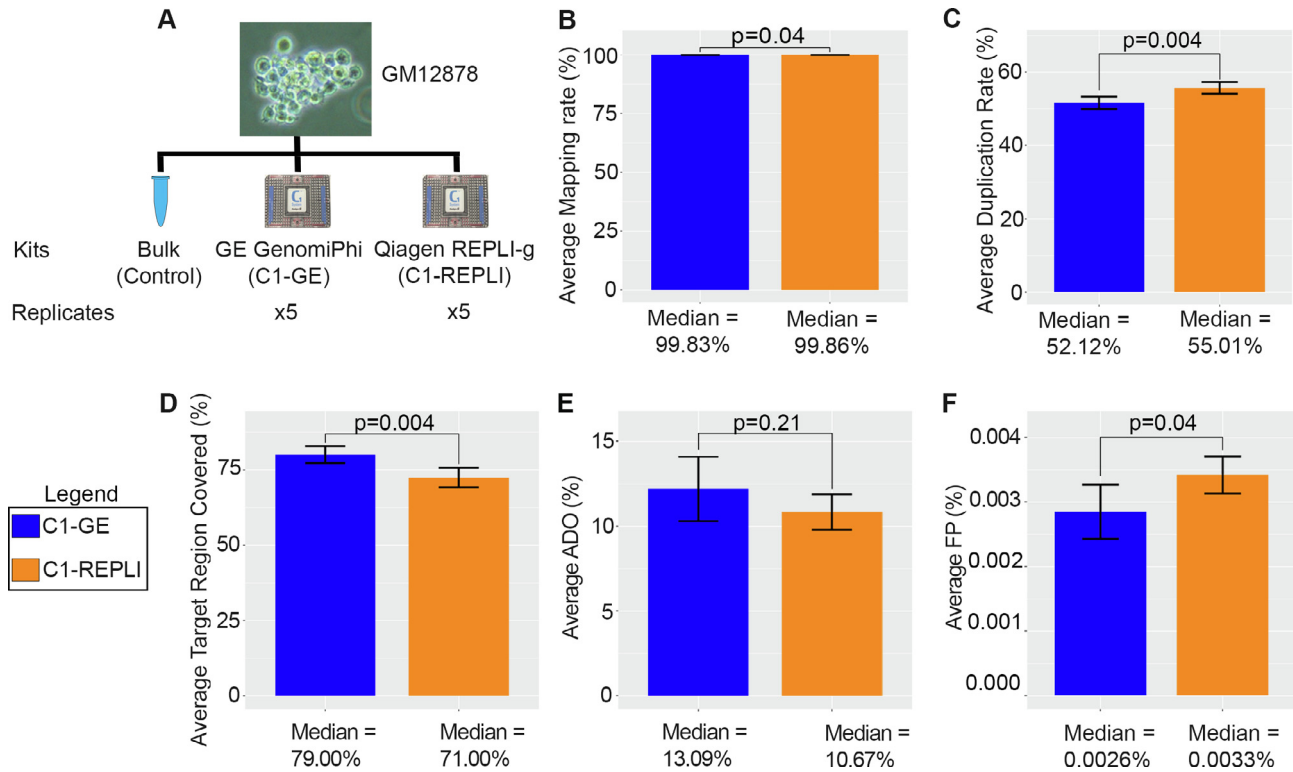 A
GM12878
Kits
Bulk
(Control)
GE GenomiPhi
(C1-GE)
Qiagen REPLI-g
(C1-REPLI)
Replicates
x5
x5
B
Average Mapping rate (%)
100
75
50
25
0
p=0.04
Median =
99.83%
Median =
99.86%
C
Average Duplication Rate (%)
60
40
20
0
p=0.004
Median =
52.12%
Median =
55.01%
Legend
C1-GE
C1-REPLI
D
Average Target Region Covered (%)
75
50
25
0
p=0.004
Median =
79.00%
Median =
71.00%
E
Average ADO (%)
15
10
5
0
p=0.21
Median =
13.09%
Median =
10.67%
F
Average FP (%)
0.004
0.003
0.002
0.001
0.000
p=0.04
Median =
0.0026%
Median =
0.0033%